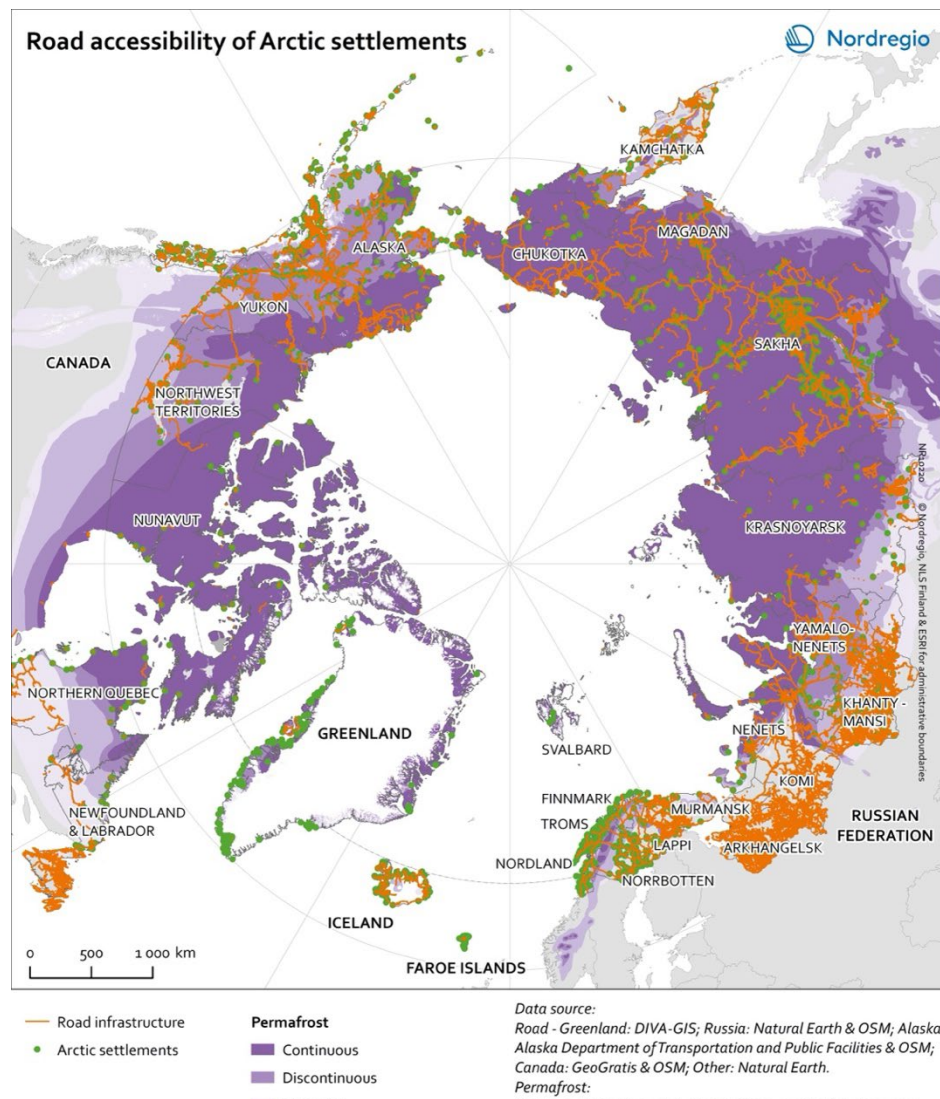 Road accessibility of Arctic settlements
Nordregio
KAMCHATKA
MAGADAN
ALASKA
CHUKOTKA
YUKON
SAKHA
CANADA
NORTHWEST
TERRITORIES
NR10220 © Nordregio, NLS Finland & ESRI for administrative boundaries
NUNAVUT
KRASNOYARSK
YAMALO-
NENETS
NORTHERN QUEBEC
KHANTY -
MANSI
GREENLAND
NENETS
SVALBARD
KOMI
FINNMARK
MURMANSK
NEWFOUNDLAND
& LABRADOR
TROMS
RUSSIAN
FEDERATION
LAPPI
ARKHANGELSK
NORDLAND
NORRBOTTEN
ICELAND
0 500 1 000 km
FAROE ISLANDS
Road infrastructure
Arctic settlements
Permafrost
Continuous
Discontinuous
Data source:
Road - Greenland: DIVA-GIS; Russia: Natural Earth & OSM; Alaska
Alaska Department of Transportation and Public Facilities & OSM;
Canada: GeoGratis & OSM; Other: Natural Earth.
Permafrost: